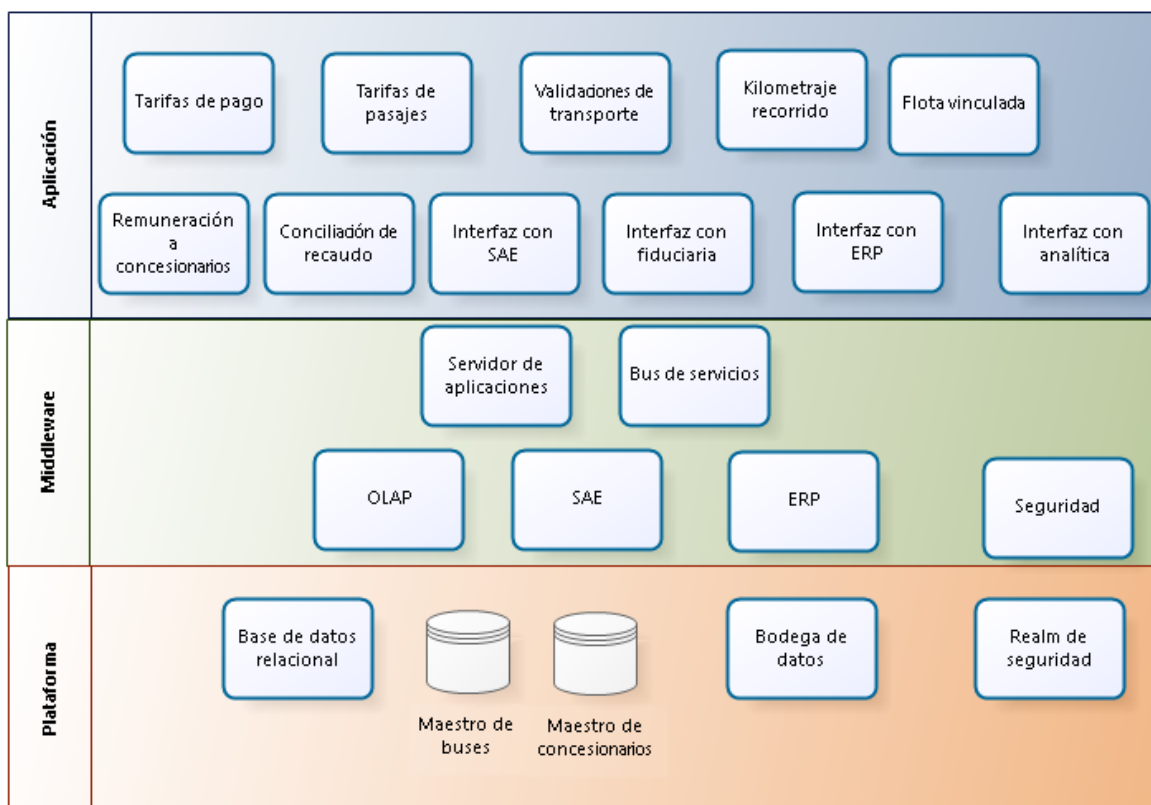 Aplicación
Tarifas de pago
Tarifas de
pasajes
Validaciones de
transporte
Kilometraje
recorrido
Flota vinculada
Remuneración
a
concesionarios
Conciliación de
recaudo
Interfaz con
SAE
Interfaz con
fiduciaria
Interfaz con
ERP
Interfaz con
analítica
Middleware
Servidor de
aplicaciones
Bus de servicios
OLAP
SAE
ERP
Seguridad
Plataforma
Base de datos
relacional
Maestro de
buses
Maestro de
concesionarios
Bodega de
datos
Realm de
seguridad